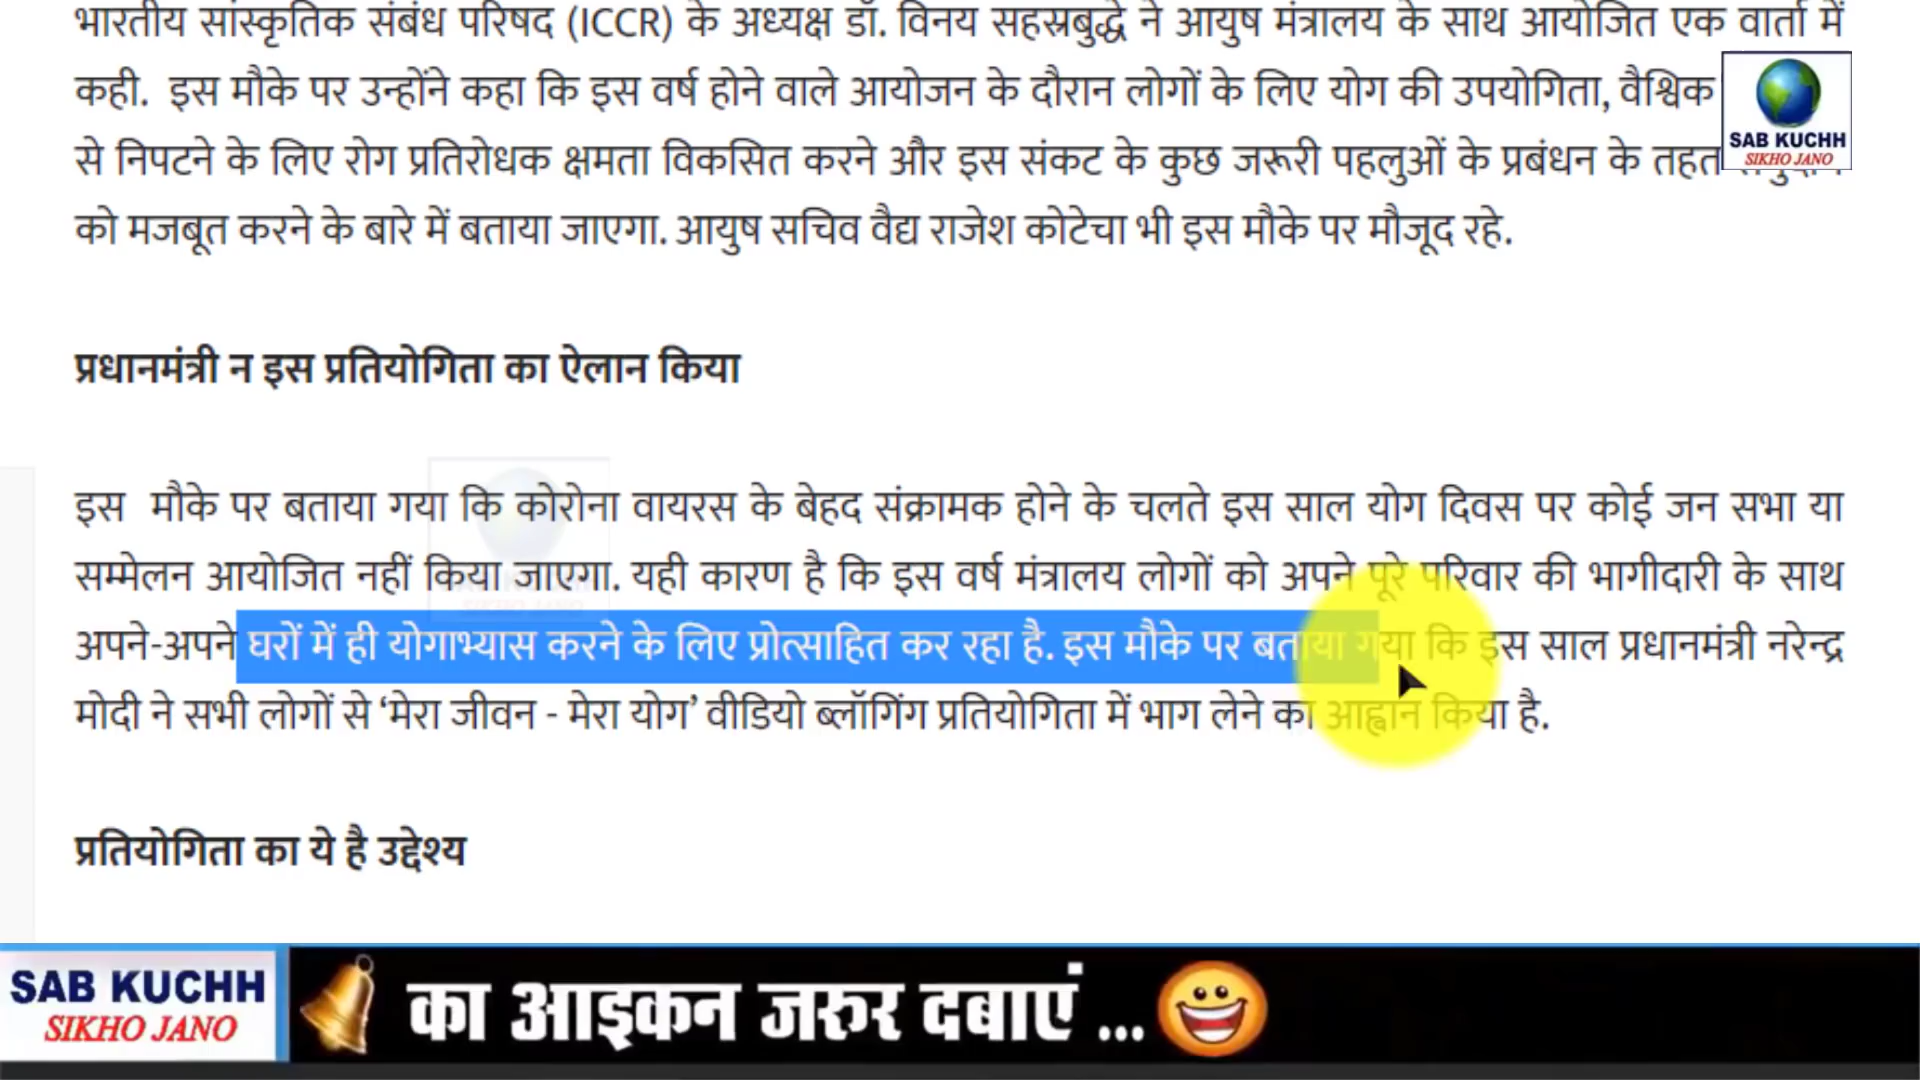 भारतीय सांस्कृतिक संबंध परिषद (ICCR) के अध्यक्ष डॉ. विनय सहस्रबुद्धे ने आयुष मंत्रालय के साथ आयोजित एक वार्ता में
कही. इस मौके पर उन्होंने कहा कि इस वर्ष होने वाले आयोजन के दौरान लोगों के लिए योग की उपयोगिता, वैश्विक
से निपटने के लिए रोग प्रतिरोधक क्षमता विकसित करने और इस संकट के कुछ जरूरी पहलुओं के प्रबंधन के तहत
SAB KUCHH
SIKHO JANO
को मजबूत करने के बारे में बताया जाएगा. आयुष सचिव वैद्य राजेश कोटेचा भी इस मौके पर मौजूद रहे.
प्रधानमंत्री न इस प्रतियोगिता का ऐलान किया
इस मौके पर बताया गया कि कोरोना वायरस के बेहद संक्रामक होने के चलते इस साल योग दिवस पर कोई जन सभा या
सम्मेलन आयोजित नहीं किया जाएगा. यही कारण है कि इस वर्ष मंत्रालय लोगों को अपने पूरे परिवार की भागीदारी के साथ
अपने-अपने घरों में ही योगाभ्यास करने के लिए प्रोत्साहित कर रहा है. इस मौके पर बताया गया कि इस साल प्रधानमंत्री नरेन्द्र
मोदी ने सभी लोगों से ‘मेरा जीवन - मेरा योग’ वीडियो ब्लॉगिंग प्रतियोगिता में भाग लेने का आह्वान किया है.
प्रतियोगिता का ये है उद्देश्य
SAB KUCHH
SIKHO JANO
का आइकन जरुर दबाएं ...